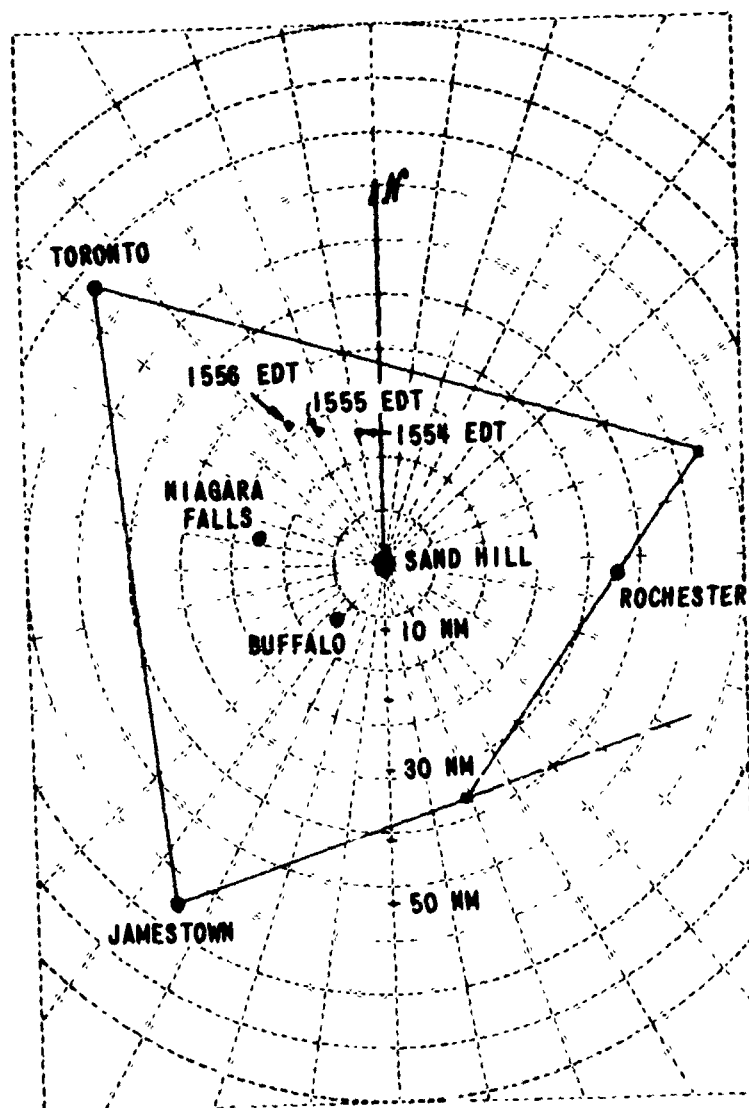 N
TORONTO
1556 EDT
1555 EDT
1554 EDT
NIAGARA
FALLS
SAND HILL
ROCHESTER
BUFFALO
10 NM
30 NM
50 NM
JAMESTOWN